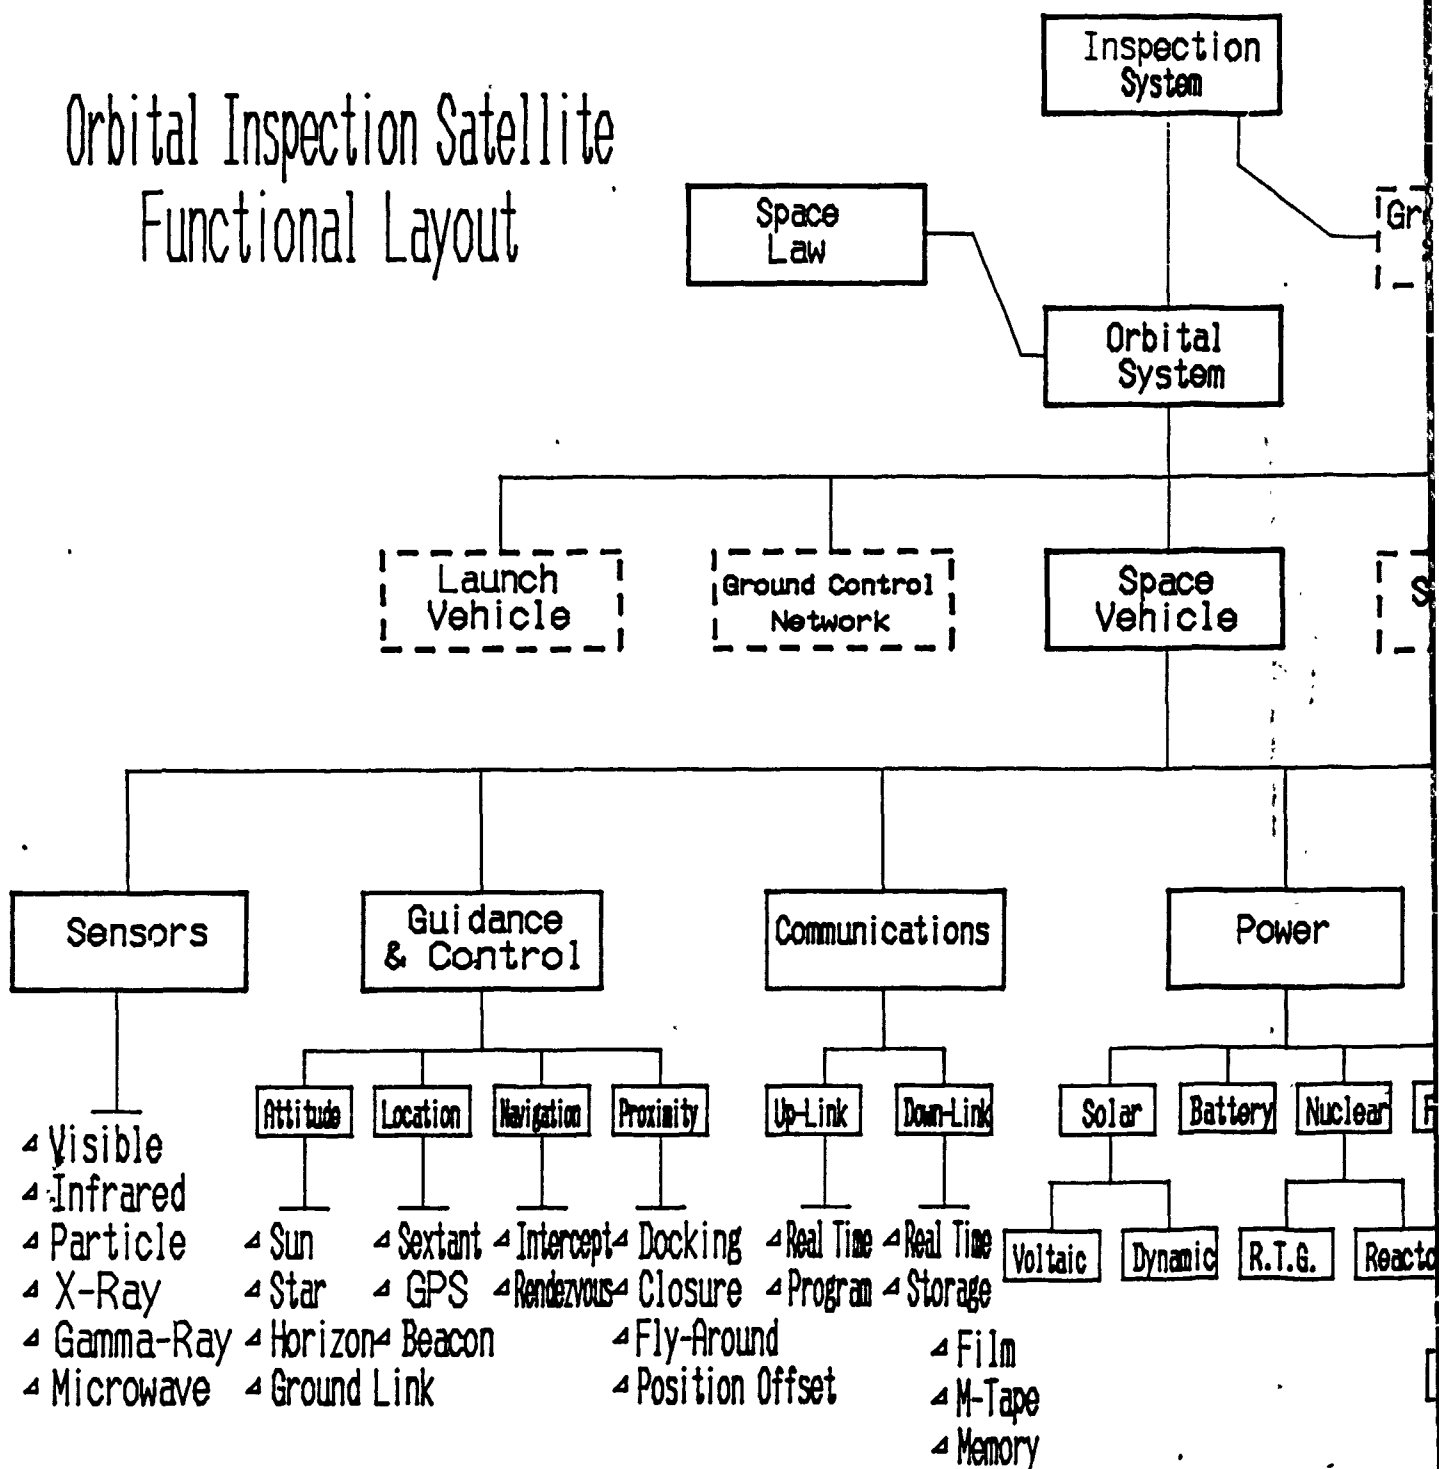 Inspection
System
Orbital Inspection Satellite
Functional Layout
Space
Law
Orbital
System
Launch
Vehicle
Ground Control
Network
Space
Vehicle
Sensors
Guidance
& Control
Communications
Power
Attitude
Location
Navigation
Proximity
Up-Link
Down-Link
Solar
Battery
Nuclear
Voltaic
Dynamic
R.T.G.
Visible
Infrared
Particle
X-Ray
Gamma-Ray
Microwave
Sun
Star
Horizon
Ground Link
Sextant
GPS
Beacon
Intercept
Rendezvous
Docking
Closure
Fly-Around
Position Offset
Real Time
Program
Real Time
Storage
Film
M-Tape
Memory